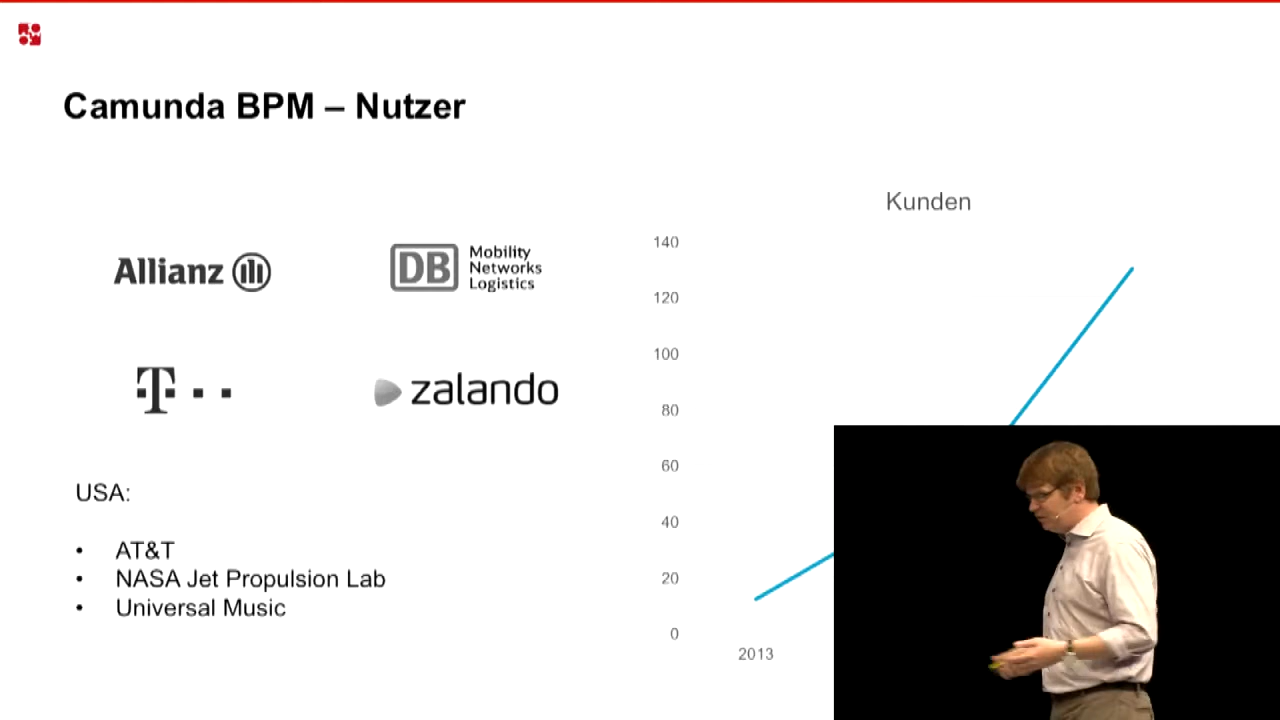 Camunda BPM – Nutzer
Allianz
DB
Mobility
Networks
Logistics
T
zalando
USA:
• AT&T
• NASA Jet Propulsion Lab
• Universal Music
Kunden
140
120
100
80
60
40
20
0
2013